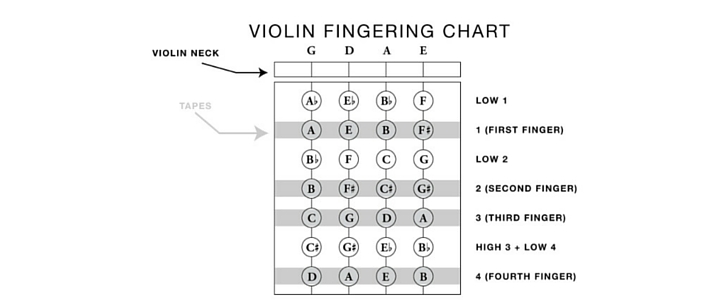 VIOLIN FINGERING CHART
VIOLIN NECK
G D A E
TAPES
A♭ E♭ B♭ F LOW 1
A E B F♯ 1 (FIRST FINGER)
B♭ F C G LOW 2
B F♯ C♯ G♯ 2 (SECOND FINGER)
C G D A 3 (THIRD FINGER)
C♯ G♯ E♭ B♭ HIGH 3 + LOW 4
D A E B 4 (FOURTH FINGER)